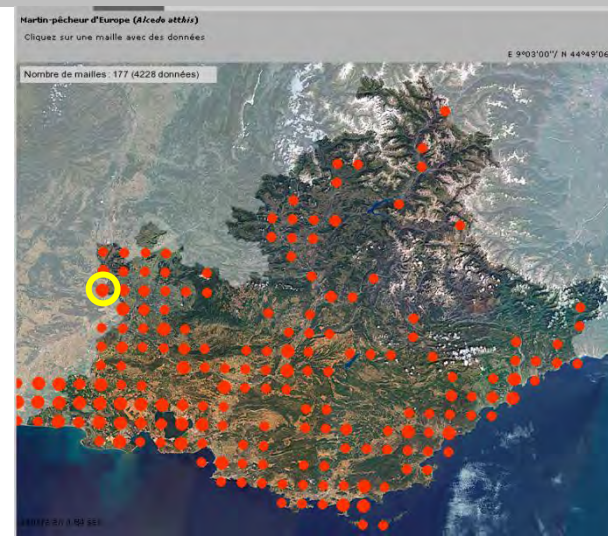 Martin-pêcheur d'Europe (Alcedo atthis)
Cliquez sur une maille avec des données
E 9°03'00"/ N 44°49'06
Nombre de mailles : 177 (4228 données)